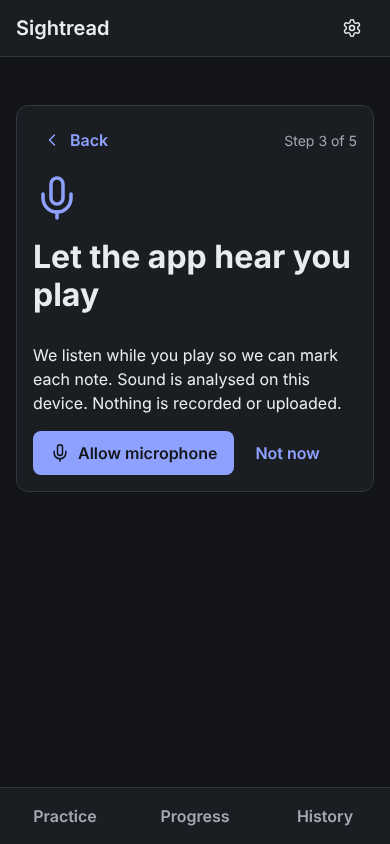 Sightread
Back
Step 3 of 5
Let the app hear you
play
We listen while you play so we can mark
each note. Sound is analysed on this
device. Nothing is recorded or uploaded.
Allow microphone
Not now
Practice
Progress
History